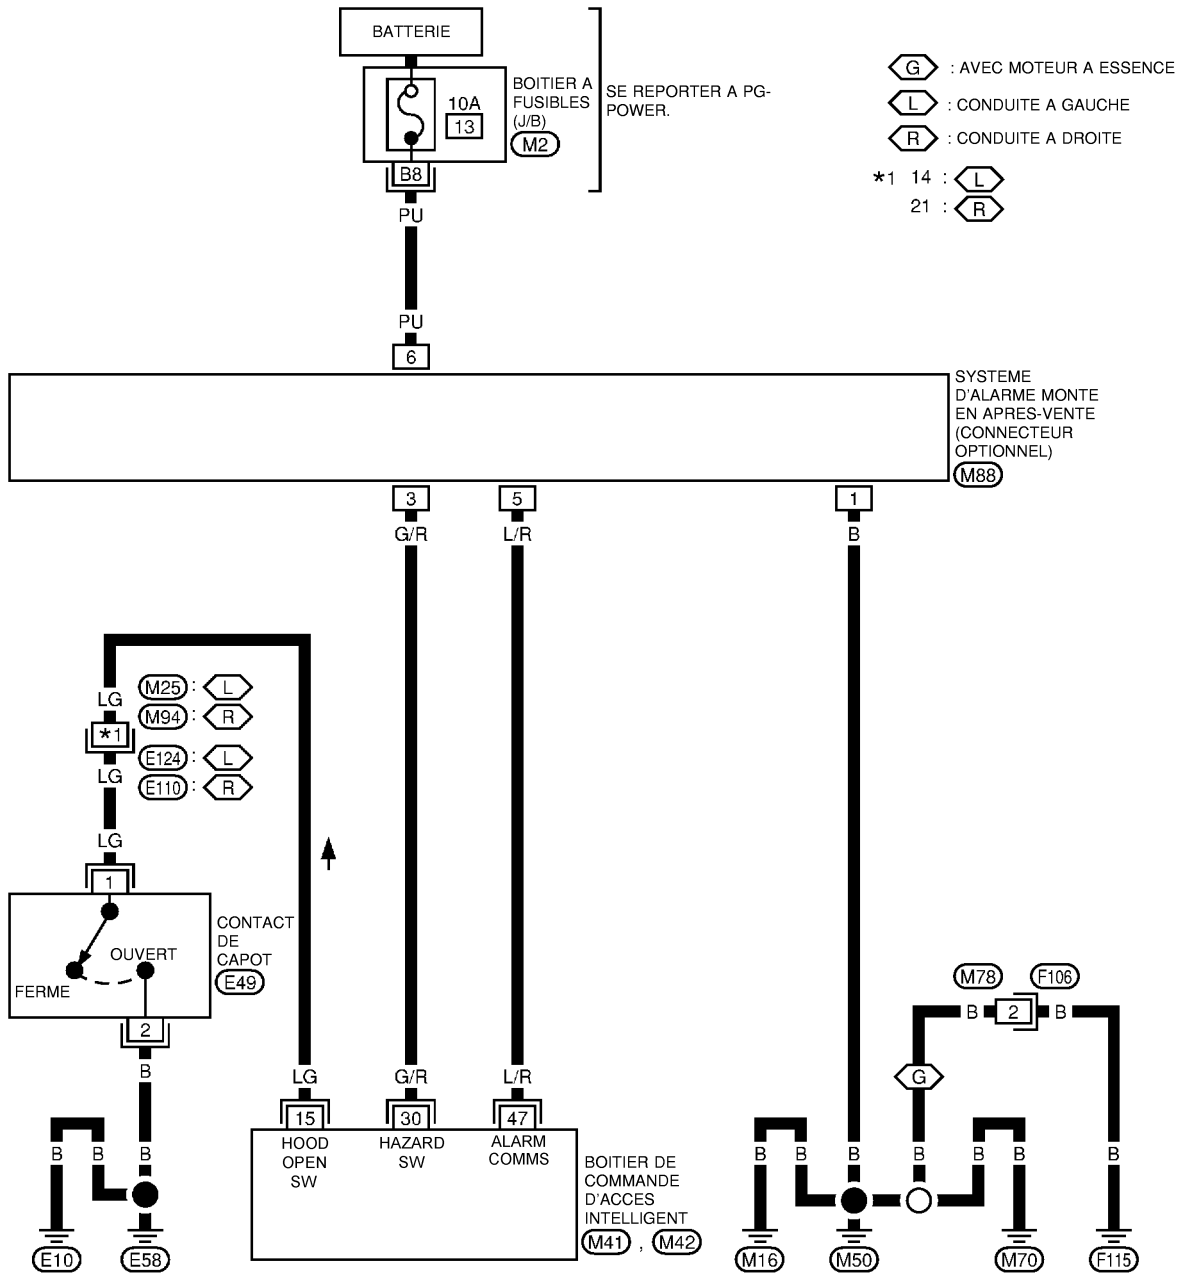 BATTERIE
10A
13
BOITIER A
FUSIBLES
(J/B)
M2
SE REPORTER A PG-
POWER.
B8
PU
PU
6
G : AVEC MOTEUR A ESSENCE
L : CONDUITE A GAUCHE
R : CONDUITE A DROITE
*1 14 : L
21 : R
SYSTEME
D'ALARME MONTE
EN APRES-VENTE
(CONNECTEUR
OPTIONNEL)
M88
3 5 1
G/R L/R B
LG
M25 : L
M94 : R
*1
E124 : L
E110 : R
LG
LG
1
OUVERT
FERME
CONTACT
DE
CAPOT
E49
2
B
B B B
E10 E58
LG G/R L/R
15 30 47
HOOD
OPEN
SW
HAZARD
SW
ALARM
COMMS
BOITIER DE
COMMANDE
D'ACCES
INTELLIGENT
M41 , M42
M78 F106
B 2 B
G
B B B B B B B
M16 M50 M70 F115